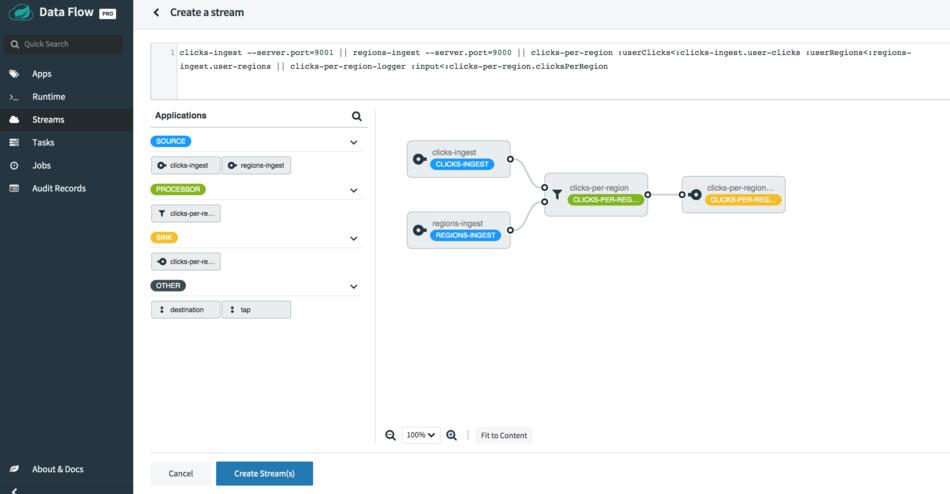 Data Flow PRO
Quick Search
Apps
Runtime
Streams
Tasks
Jobs
Audit Records
About & Docs
Create a stream
1 clicks-ingest --server.port=9001 || regions-ingest --server.port=9000 || clicks-per-region :userClicks<:clicks-ingest.user-clicks :userRegions<:regions-
ingest.user-regions || clicks-per-region-logger :input<:clicks-per-region.clicksPerRegion
Applications
SOURCE
clicks-ingest regions-ingest
PROCESSOR
clicks-per-re...
SINK
clicks-per-re...
OTHER
destination tap
clicks-ingest
CLICKS-INGEST
regions-ingest
REGIONS-INGEST
clicks-per-region
CLICKS-PER-REG...
clicks-per-region...
CLICKS-PER-REG...
100%
Fit to Content
Cancel
Create Stream(s)